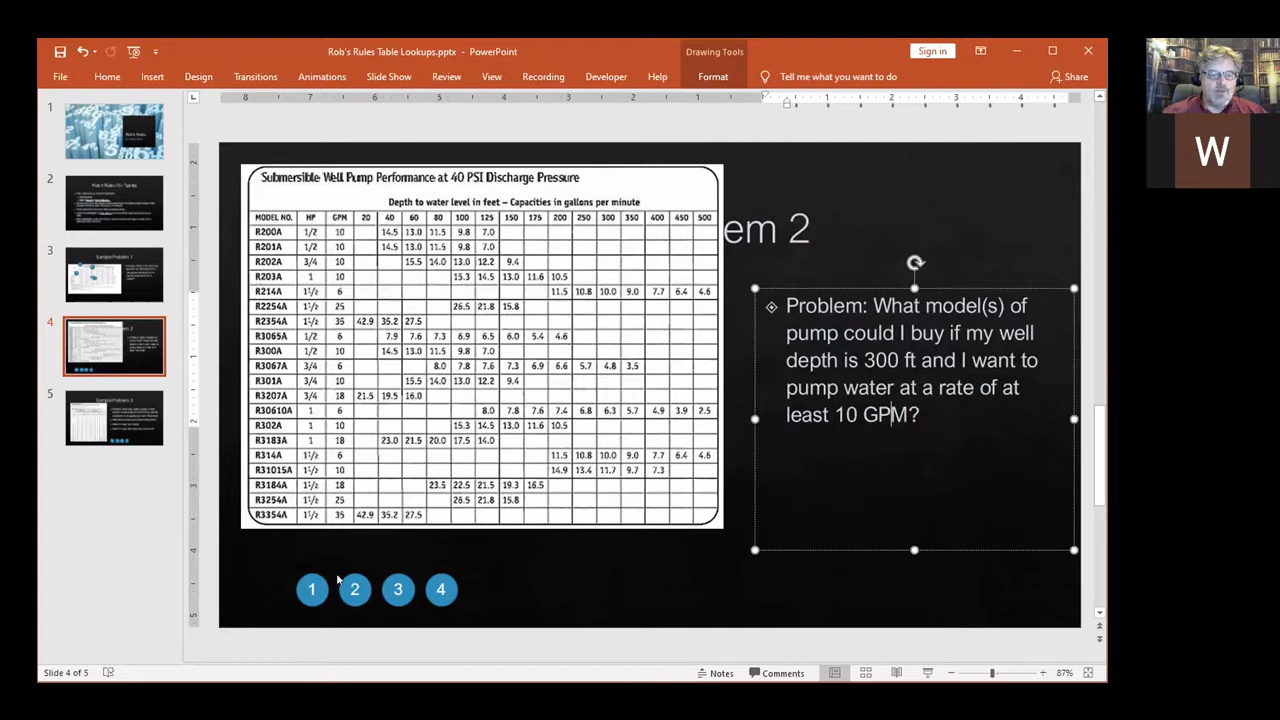 Rob's Rules Table Lookups.pptx - PowerPoint
Drawing Tools
Sign in
File Home Insert Design Transitions Animations Slide Show Review View Recording Developer Help Format Tell me what you want to do Share
8 7 6 5 4 3 2 1 1 2 3 4
1
2
3
4
5
Submersible Well Pump Performance at 40 PSI Discharge Pressure
Depth to water level in feet – Capacities in gallons per minute
MODEL NO. HP GPM 20 40 60 80 100 125 150 175 200 250 300 350 400 450 500
R200A 1/2 10 14.5 13.0 11.5 9.8 7.0
R201A 1/2 10 14.5 13.0 11.5 9.8 7.0
R202A 3/4 10 15.5 14.0 13.0 12.2 9.4
R203A 1 10 15.3 14.5 13.0 11.6 10.5
R214A 1½ 6 11.5 10.8 10.0 9.0 7.7 6.4 4.6
R2254A 1½ 25 26.5 21.8 15.8
R2354A 1½ 35 42.9 35.2 27.5
R3065A 1/2 6 7.9 7.6 7.3 6.9 6.5 6.0 5.4 4.6
R300A 1/2 10 14.5 13.0 11.5 9.8 7.0
R3067A 3/4 6 8.0 7.8 7.6 7.3 6.9 6.6 5.7 4.8 3.5
R301A 3/4 10 15.5 14.0 13.0 12.2 9.4
R3207A 3/4 18 21.5 19.5 16.0
R30610A 1 6 8.0 7.8 7.6 6.8 6.3 5.7 4.9 3.9 2.5
R302A 1 10 15.3 14.5 13.0 11.6 10.5
R3183A 1 18 23.0 21.5 20.0 17.5 14.0
R314A 1½ 6 11.5 10.8 10.0 9.0 7.7 6.4 4.6
R31015A 1½ 10 14.9 13.4 11.7 9.7 7.3
R3184A 1½ 18 23.5 22.5 21.5 19.3 16.5
R3254A 1½ 25 26.5 21.8 15.8
R3354A 1½ 35 42.9 35.2 27.5
em 2
Problem: What model(s) of
pump could I buy if my well
depth is 300 ft and I want to
pump water at a rate of at
least 10 GPM?
1 2 3 4
W
Slide 4 of 5
Notes Comments 87%